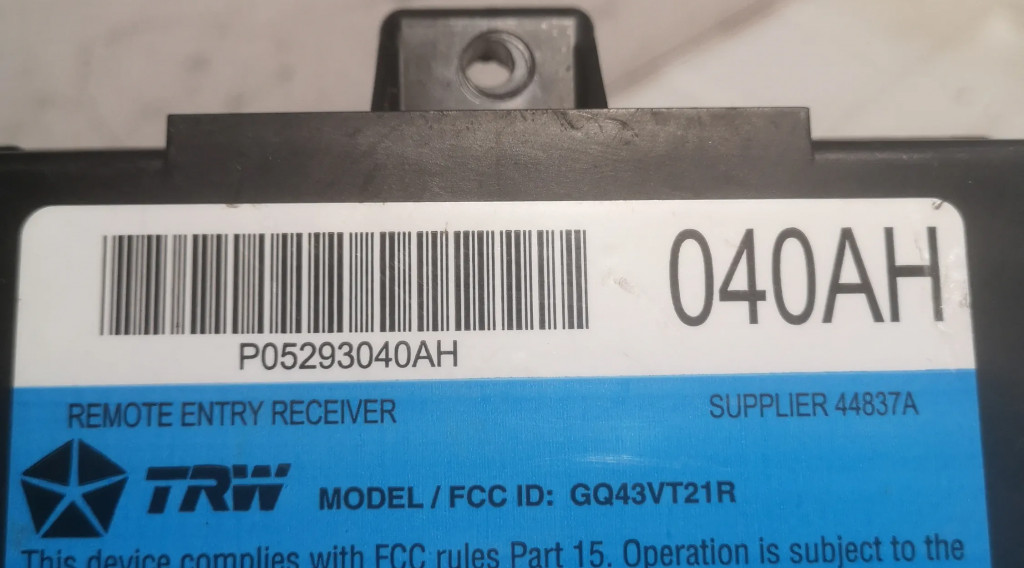 040AH
P05293040AH
REMOTE ENTRY RECEIVER
SUPPLIER 44837A
TRW MODEL / FCC ID: GQ43VT21R
This device complies with FCC rules Part 15. Operation is subject to the